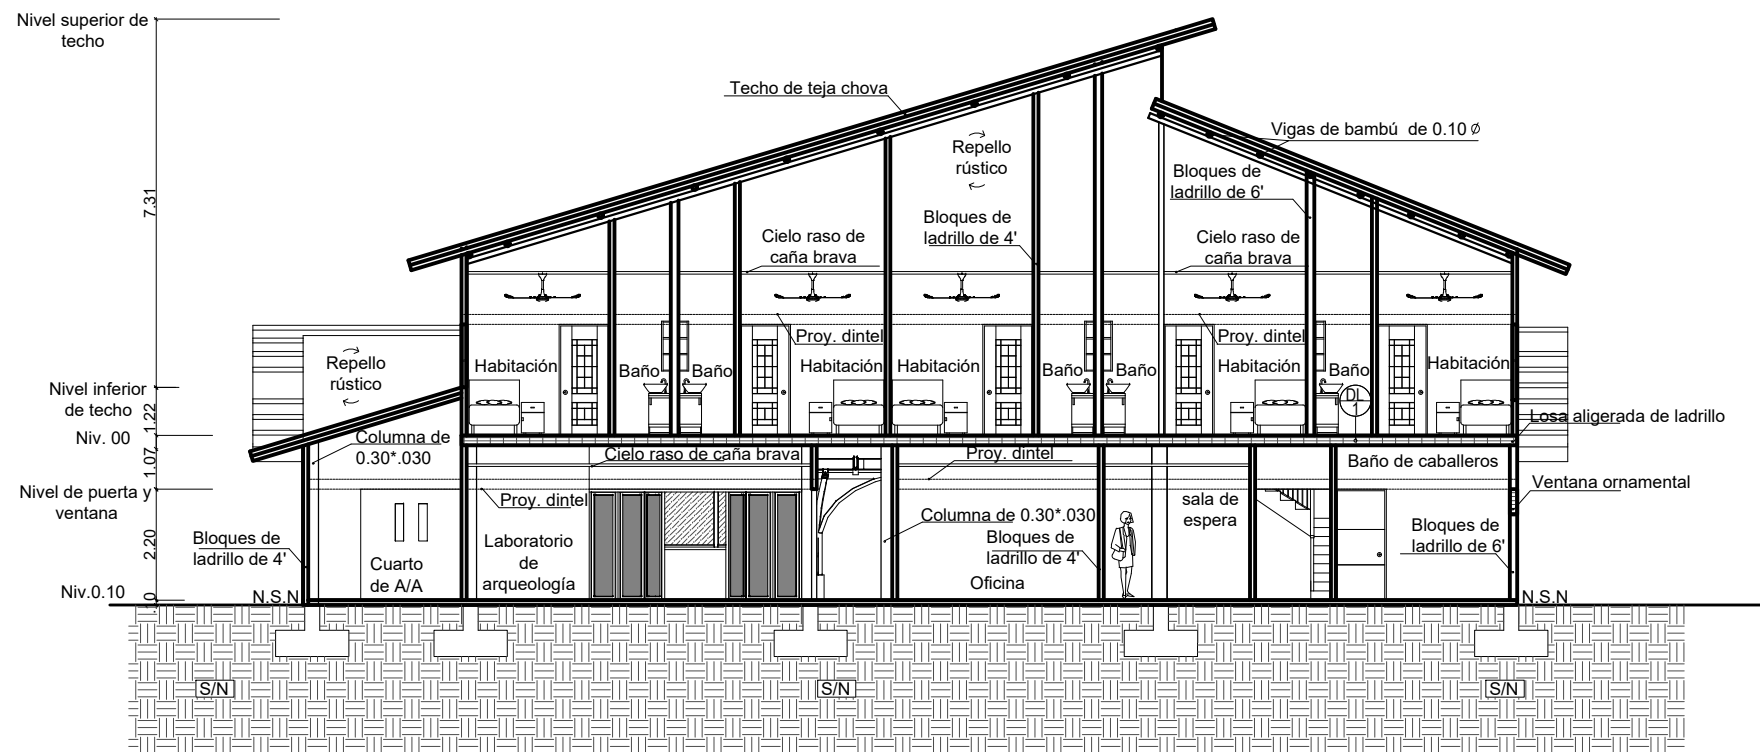 Nivel superior de
techo
Techo de teja chova
Vigas de bambú de 0.10 Ø
Repello
rústico
Bloques de
ladrillo de 6'
7.31
Bloques de
ladrillo de 4'
Cielo raso de
caña brava
Cielo raso de
caña brava
Proy. dintel
Proy. dintel
Repello
rústico
Habitación
Baño
Baño
Habitación
Habitación
Baño
Baño
Habitación
Baño
Habitación
Nivel inferior
de techo
1.22
DL
1
Losa aligerada de ladrillo
Niv. 00
Columna de
0.30*.030
1.07
Cielo raso de caña brava
Proy. dintel
Baño de caballeros
Nivel de puerta y
ventana
Proy. dintel
sala de
espera
Ventana ornamental
Columna de 0.30*.030
2.20
Bloques de
ladrillo de 4'
Laboratorio
de
arqueología
Bloques de
ladrillo de 4'
Bloques de
ladrillo de 6'
Cuarto
de A/A
Oficina
Niv.0.10
.10
N.S.N
N.S.N
S/N
S/N
S/N